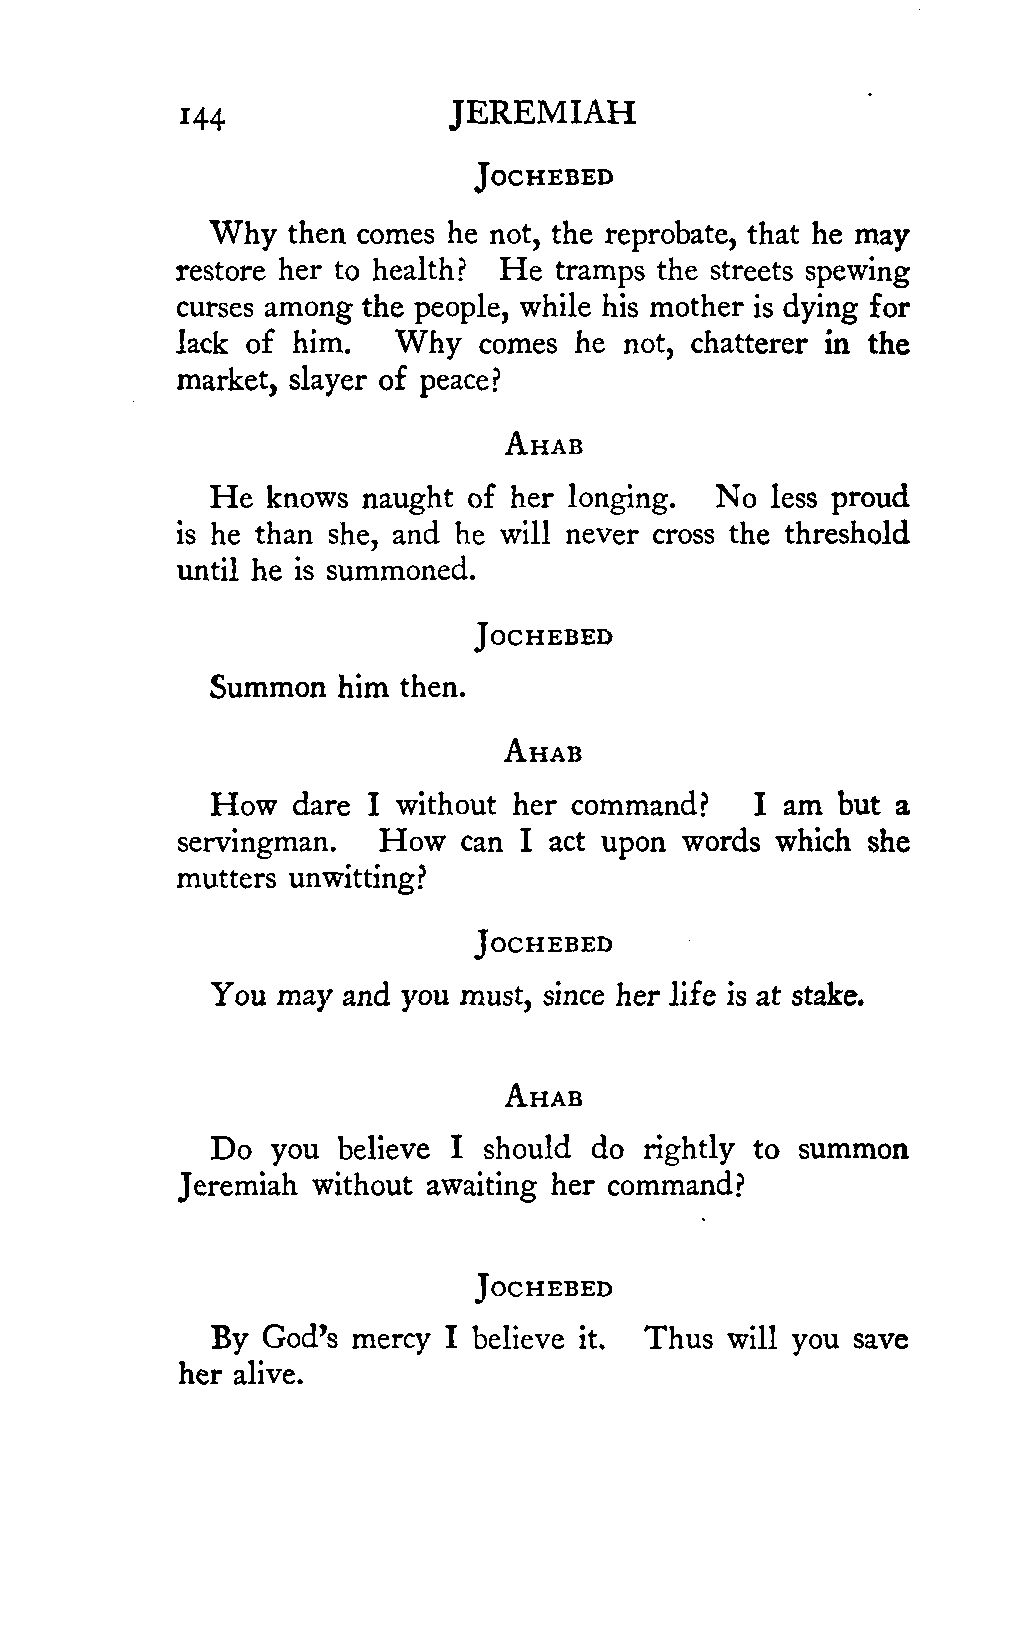 144 JEREMIAH
JOCHEBED
Why then comes he not, the reprobate, that he may
restore her to health? He tramps the streets spewing
curses among the people, while his mother is dying for
lack of him. Why comes he not, chatterer in the
market, slayer of peace?
AHAB
He knows naught of her longing. No less proud
is he than she, and he will never cross the threshold
until he is summoned.
JOCHEBED
Summon him then.
AHAB
How dare I without her command? I am but a
servingman. How can I act upon words which she
mutters unwitting?
JOCHEBED
You may and you must, since her life is at stake.
AHAB
Do you believe I should do rightly to summon
Jeremiah without awaiting her command?
JOCHEBED
By God's mercy I believe it. Thus will you save
her alive.